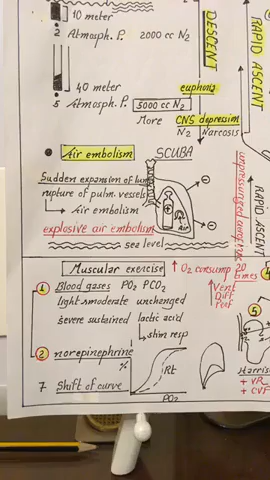 10 meter
2 Atmosph. P. 2000 cc N2
DESCENT
RAPID ASCENT
40 meter
5 Atmosph. P. 5000 cc N2
euphoria
More CNS depression
N2 Narcosis
Air embolism SCUBA
Sudden expansion of lung
rupture of pulm. vessels
Air embolism
Air
explosive air embolism
sea level
RAPID ASCENT
Muscular exercise ↑ O2 consump 20 times
4
1 Blood gases PO2 PCO2
light & moderate unchanged
severe sustained lactic acid
stim resp
↑ Vent
Diff
Perf
5
2 norepinephrine
%
Rt
7 Shift of curve
PO2
+ VR